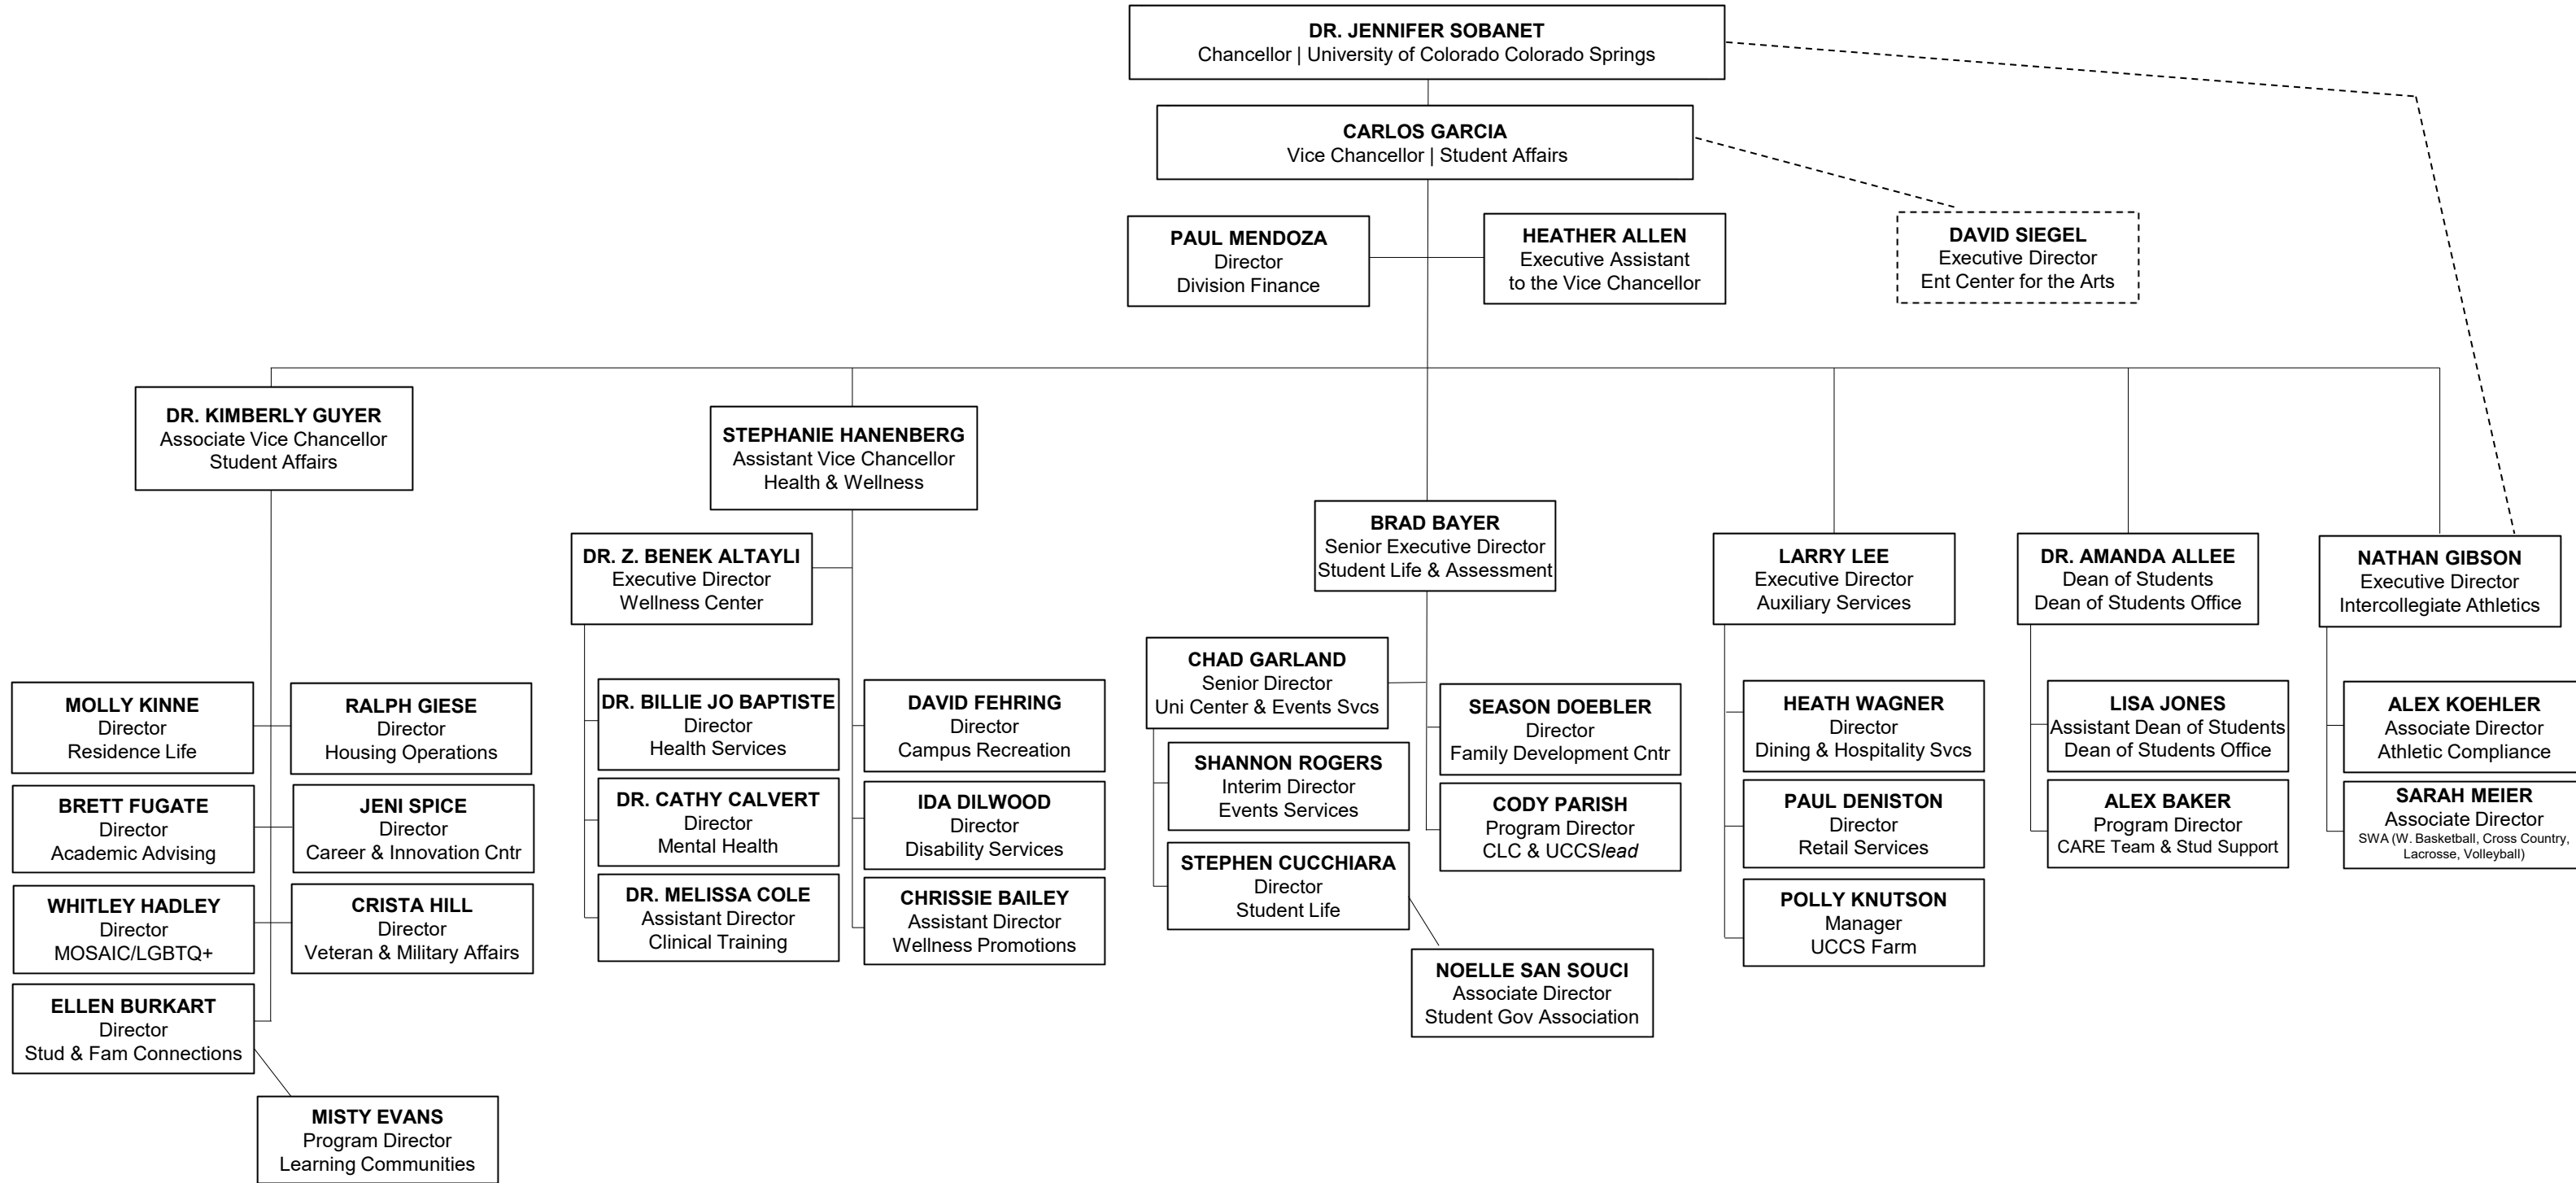 DR. JENNIFER SOBANET
Chancellor | University of Colorado Colorado Springs
CARLOS GARCIA
Vice Chancellor | Student Affairs
PAUL MENDOZA
Director
Division Finance
HEATHER ALLEN
Executive Assistant
to the Vice Chancellor
DAVID SIEGEL
Executive Director
Ent Center for the Arts
DR. KIMBERLY GUYER
Associate Vice Chancellor
Student Affairs
MOLLY KINNE
Director
Residence Life
RALPH GIESE
Director
Housing Operations
BRETT FUGATE
Director
Academic Advising
JENI SPICE
Director
Career & Innovation Cntr
WHITLEY HADLEY
Director
MOSAIC/LGBTQ+
CRISTA HILL
Director
Veteran & Military Affairs
ELLEN BURKART
Director
Stud & Fam Connections
MISTY EVANS
Program Director
Learning Communities
STEPHANIE HANENBERG
Assistant Vice Chancellor
Health & Wellness
DR. Z. BENEK ALTAYLI
Executive Director
Wellness Center
DR. BILLIE JO BAPTISTE
Director
Health Services
DR. CATHY CALVERT
Director
Mental Health
DR. MELISSA COLE
Assistant Director
Clinical Training
DAVID FEHRING
Director
Campus Recreation
IDA DILWOOD
Director
Disability Services
CHRISSIE BAILEY
Assistant Director
Wellness Promotions
BRAD BAYER
Senior Executive Director
Student Life & Assessment
CHAD GARLAND
Senior Director
Uni Center & Events Svcs
SHANNON ROGERS
Interim Director
Events Services
STEPHEN CUCCHIARA
Director
Student Life
NOELLE SAN SOUCI
Associate Director
Student Gov Association
SEASON DOEBLER
Director
Family Development Cntr
CODY PARISH
Program Director
CLC & UCCSlead
LARRY LEE
Executive Director
Auxiliary Services
HEATH WAGNER
Director
Dining & Hospitality Svcs
PAUL DENISTON
Director
Retail Services
POLLY KNUTSON
Manager
UCCS Farm
DR. AMANDA ALLEE
Dean of Students
Dean of Students Office
LISA JONES
Assistant Dean of Students
Dean of Students Office
ALEX BAKER
Program Director
CARE Team & Stud Support
NATHAN GIBSON
Executive Director
Intercollegiate Athletics
ALEX KOEHLER
Associate Director
Athletic Compliance
SARAH MEIER
Associate Director
SWA (W. Basketball, Cross Country,
Lacrosse, Volleyball)